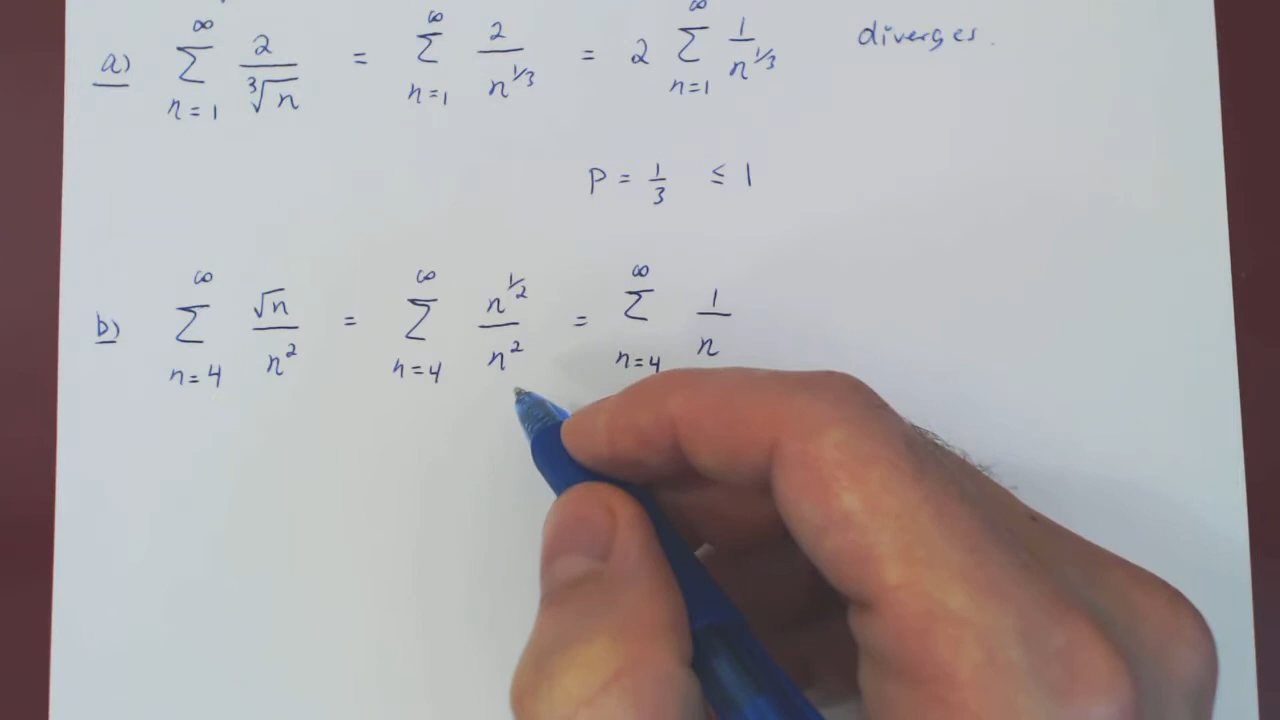 a) ∞∑n=1 2/∛n = ∞∑n=1 2/n^1/3 = 2 ∞∑n=1 1/n^1/3 diverges.
p = 1/3 ≤ 1
b) ∞∑n=4 √n/n² = ∞∑n=4 n^1/2/n² = ∞∑n=4 1/n